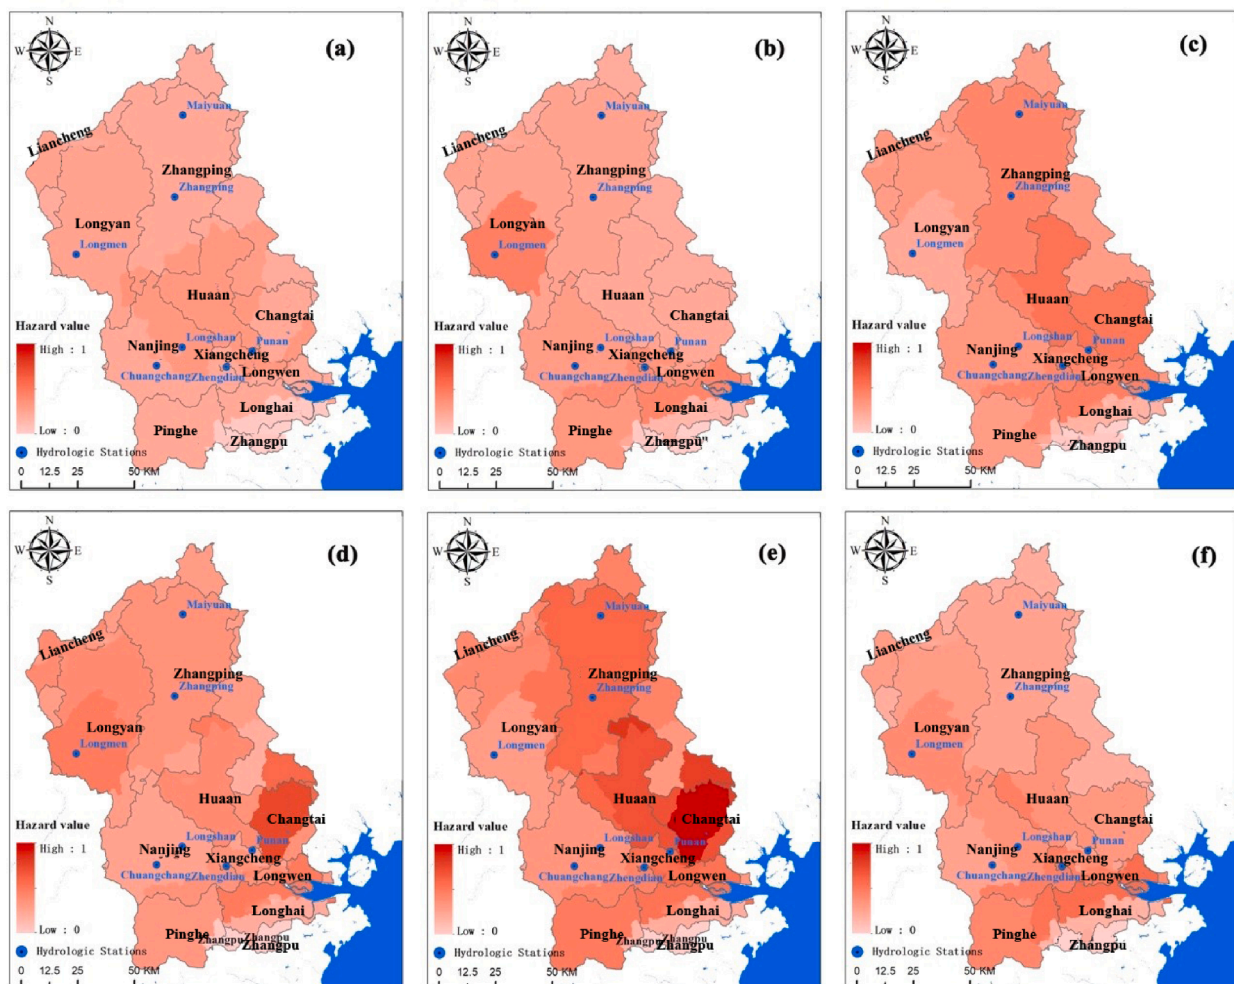 N
W E
S
(a)
Maiyuan
Liancheng
Zhangping
Zhangping
Longyan
Longmen
Huaan
Changtai
Hazard value
High : 1
Low : 0
Longshan
Punan
Nanjing
Xiangcheng
Chuangchang
Zhengdian
Longwen
Longhai
Pinghe
Zhangpu
Hydrologic Stations
0 12.5 25 50 KM
N
W E
S
(b)
Maiyuan
Liancheng
Zhangping
Zhangping
Longyàn
Longmen
Huaan
Changtai
Hazard value
High : 1
Low : 0
Longshan
Punan
Nanjing
Xiangcheng
Chuangchang
Zhengdian
Longwen
Longhai
Pinghe
Zhangpu"
Hydrologic Stations
0 12.5 25 50 KM
N
W E
S
(c)
Maiyuan
Liancheng
Zhangping
Zhangping
Longyan
Longmen
Huaan
Changtai
Hazard value
High : 1
Low : 0
Longshan
Punan
Nanjing
Xiangcheng
Chuangchang
Zhengdian
Longwen
Longhai
Pinghe
Zhangpu
Hydrologic Stations
0 12.5 25 50 KM
N
W E
S
(d)
Maiyuan
Liancheng
Zhangping
Zhangping
Longyan
Longmen
Huaan
Changtai
Hazard value
High : 1
Low : 0
Longshan
Punan
Nanjing
Xiangcheng
Chuangchang
Zhengdian
Longwen
Longhai
Pinghe
Zhangpu
Zhangpu
Zhangpu
Hydrologic Stations
0 12.5 25 50 KM
N
W E
S
(e)
Maiyuan
Liancheng
Zhangping
Zhangping
Longyan
Longmen
Huaan
Changtai
Hazard value
High : 1
Low : 0
Longshan
Punan
Nanjing
Xiangcheng
Chuangchang
Zhengdian
Longwen
Longhai
Pinghe
Zhangpu
Zhangpu
Zhangpu
Hydrologic Stations
0 12.5 25 50 KM
N
W E
S
(f)
Maiyuan
Liancheng
Zhangping
Zhangping
Longyan
Longmen
Huaan
Changtai
Hazard value
High : 1
Low : 0
Longshan
Punan
Nanjing
Xiangcheng
Chuangchang
Zhengdian
Longwen
Longhai
Pinghe
Zhangpu
Hydrologic Stations
0 12.5 25 50 KM